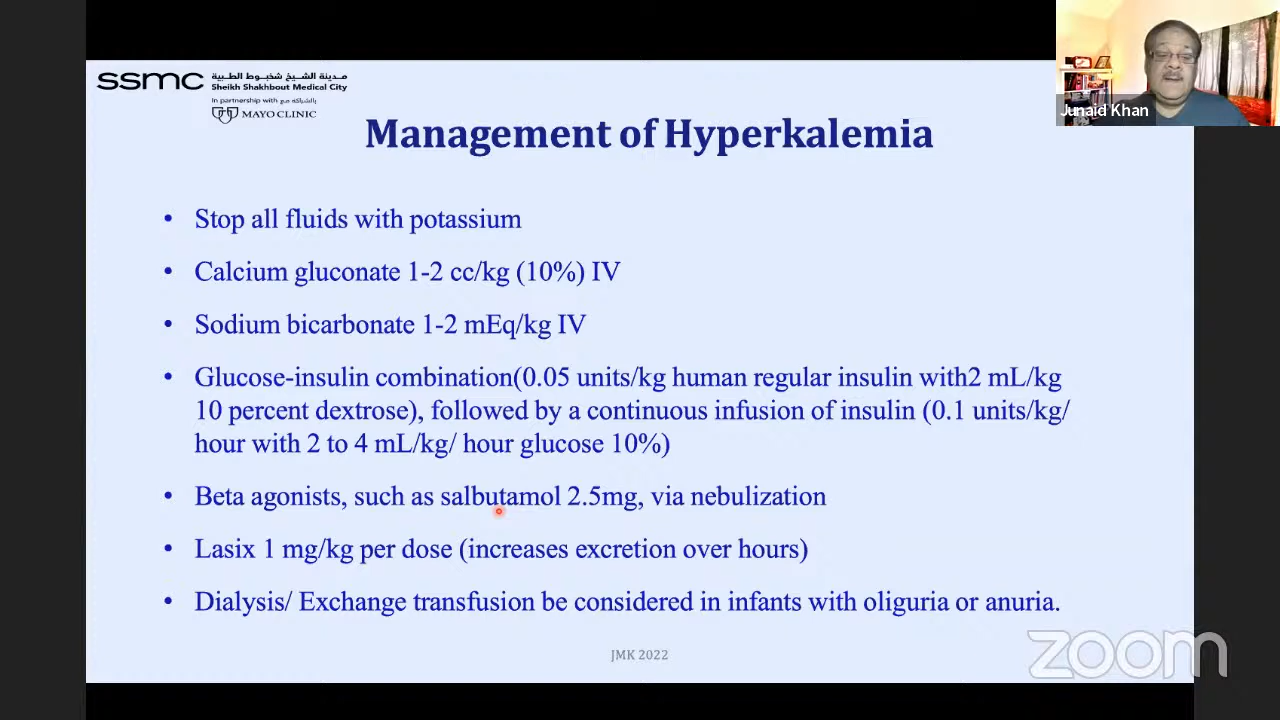 ssmc
مدينة الشيخ شخبوط الطبية
Sheikh Shakhbout Medical City
In partnership with بالشراكة مع
MAYO CLINIC
Junaid Khan
Management of Hyperkalemia
• Stop all fluids with potassium
• Calcium gluconate 1-2 cc/kg (10%) IV
• Sodium bicarbonate 1-2 mEq/kg IV
• Glucose-insulin combination(0.05 units/kg human regular insulin with2 mL/kg
10 percent dextrose), followed by a continuous infusion of insulin (0.1 units/kg/
hour with 2 to 4 mL/kg/ hour glucose 10%)
• Beta agonists, such as salbutamol 2.5mg, via nebulization
• Lasix 1 mg/kg per dose (increases excretion over hours)
• Dialysis/ Exchange transfusion be considered in infants with oliguria or anuria.
JMK 2022
zoom